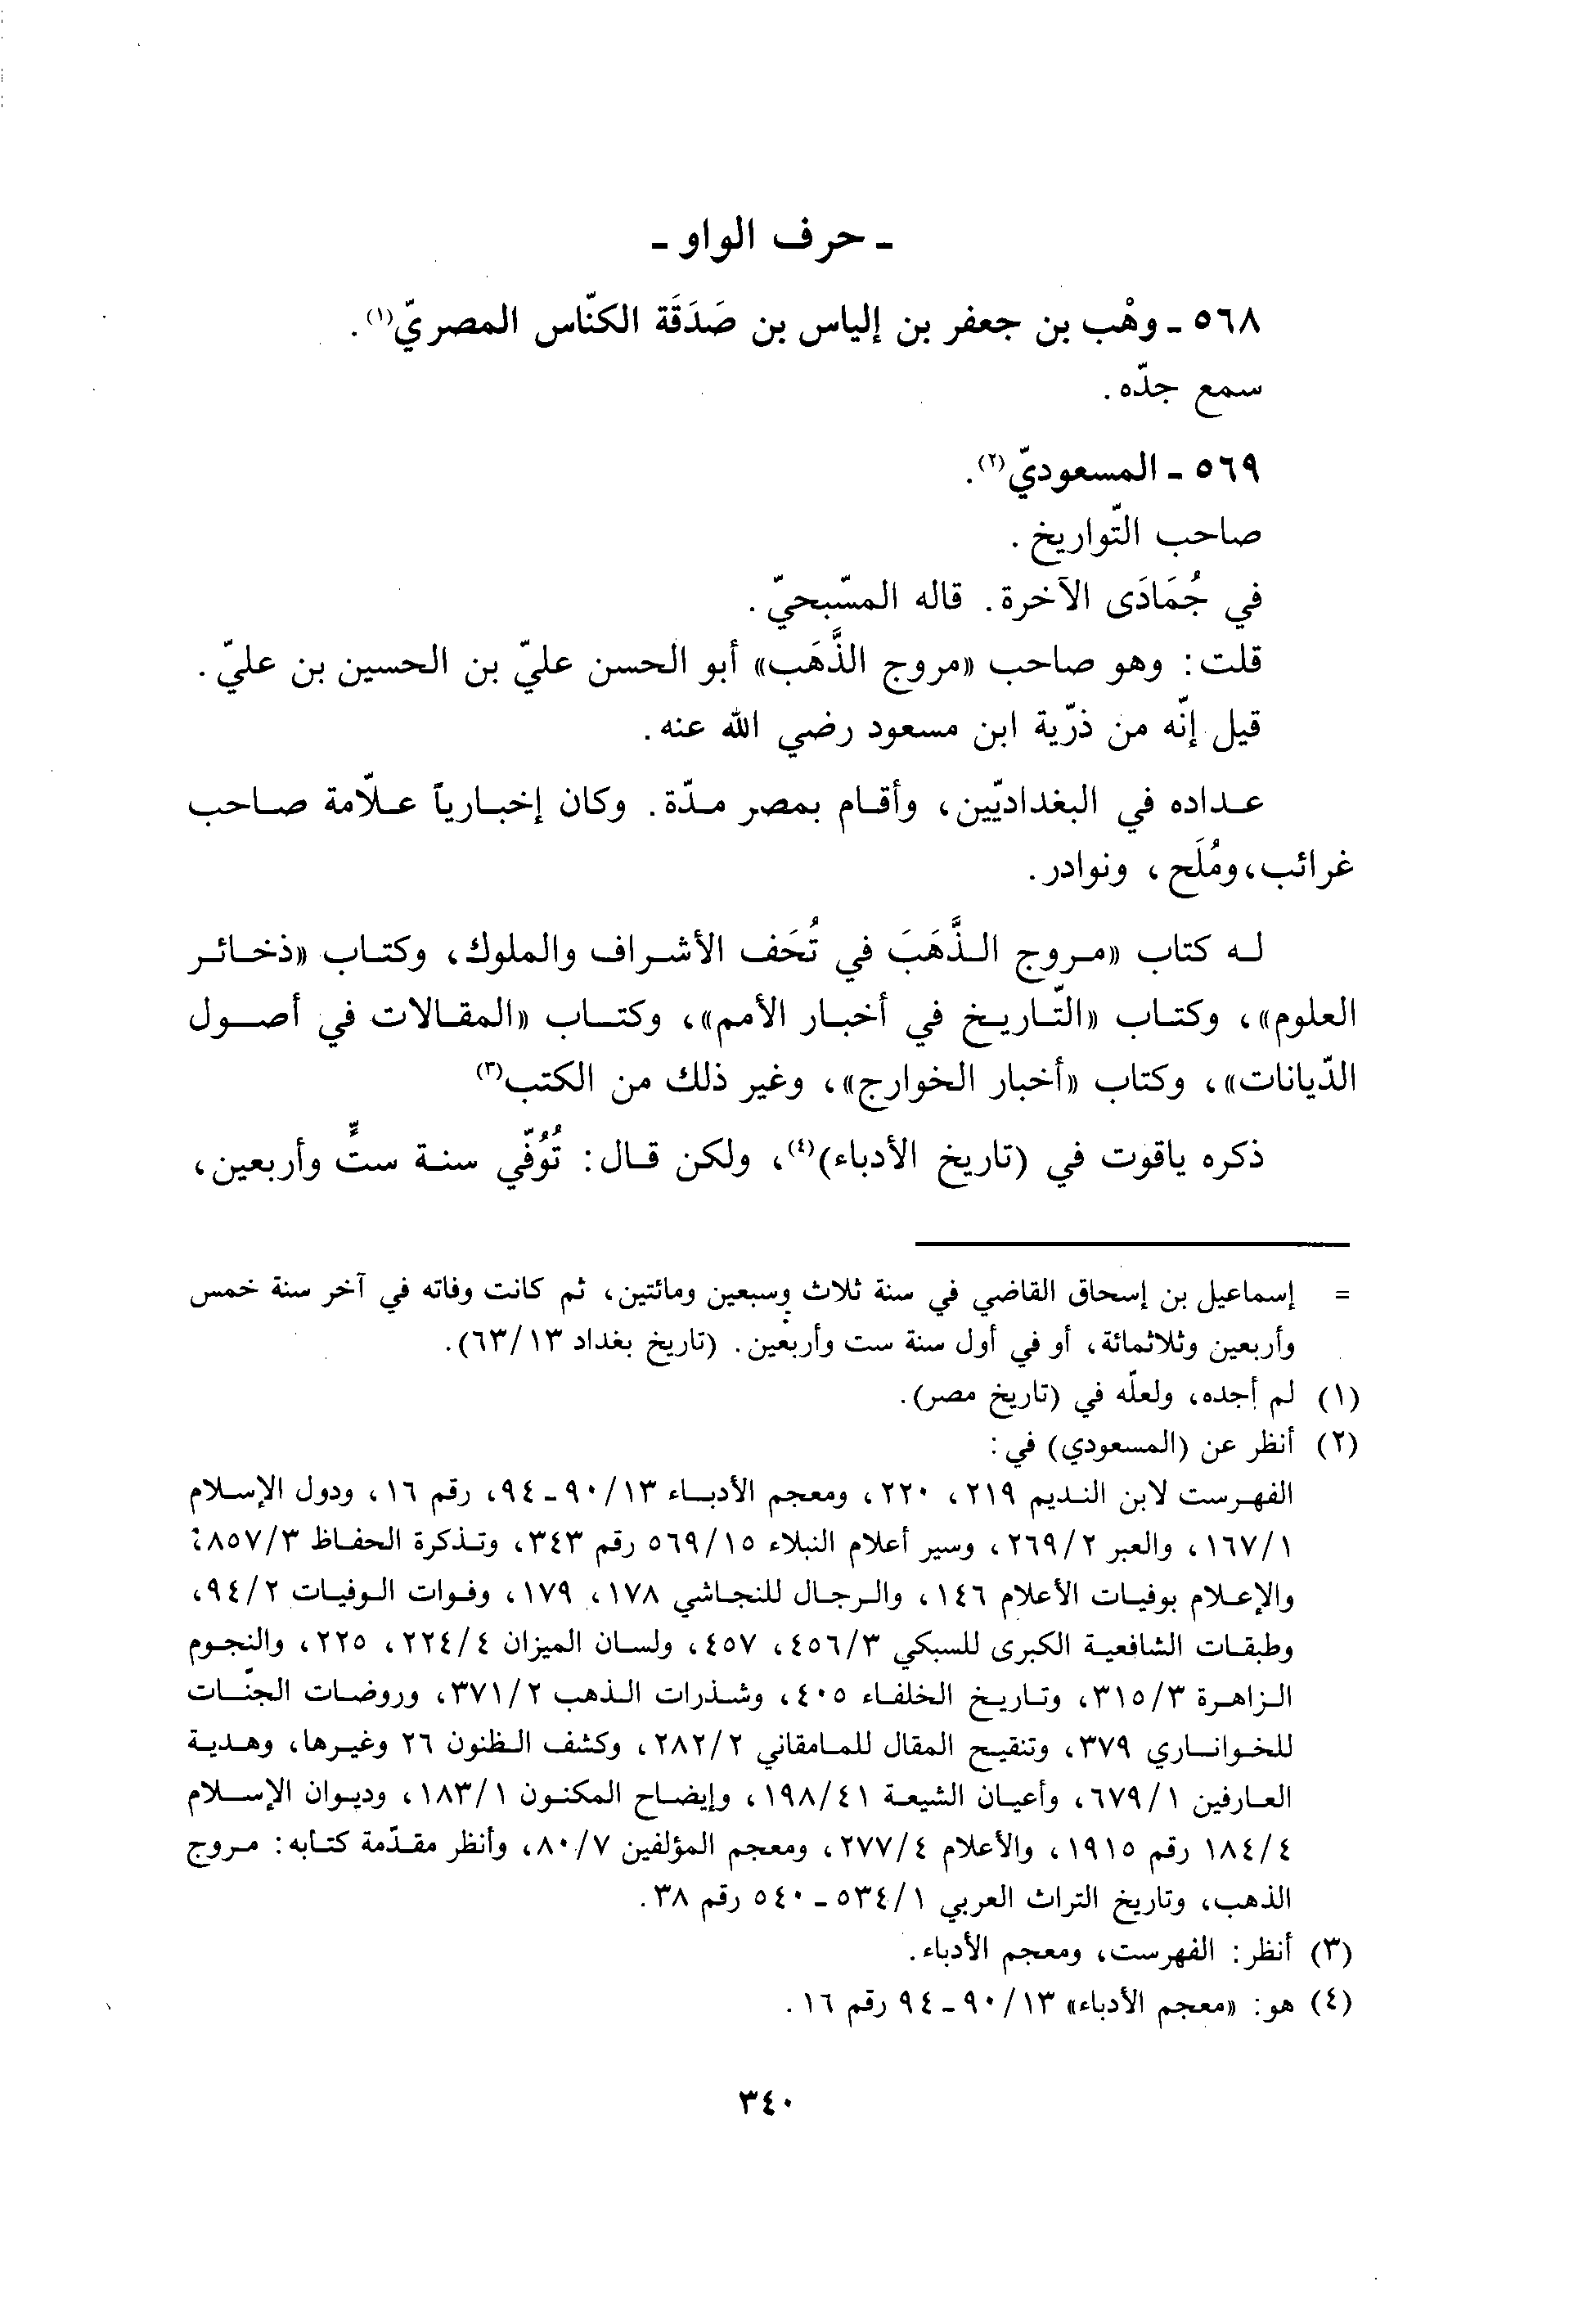 ـ حرف الواو ـ
٥٦٨ ـ وهْب بن جعفر بن إلياس بن صَدَقَة الكنّاس المصريّ(١).
سمع جدّه.
٥٦٩ ـ المسعوديّ(٢).
صاحب التّواريخ.
في جُمَادَى الآخرة. قاله المسّبحيّ.
قلت: وهو صاحب «مروج الذَّهَب» أبو الحسن عليّ بن الحسين بن عليّ.
قيل إنّه من ذرّية ابن مسعود رضي الله عنه.
عداده في البغداديّين، وأقام بمصر مدّة. وكان إخبارياً علّامة صاحب
غرائب، ومُلَح، ونوادر.
له كتاب «مروج الذَّهَبَ في تُحَف الأشراف والملوك، وكتاب «ذخائر
العلوم»، وكتاب «التّاريخ في أخبار الأمم»، وكتاب «المقالات في أصول
الدّيانات»، وكتاب «أخبار الخوارج»، وغير ذلك من الكتب(٣)
ذكره ياقوت في (تاريخ الأدباء)(٤)، ولكن قال: تُوُفّي سنة ستٍّ وأربعين،
= إسماعيل بن إسحاق القاضي في سنة ثلاث وسبعين ومائتين، ثم كانت وفاته في آخر سنة خمس
وأربعين وثلاثمائة، أو في أول سنة ست وأربعين. (تاريخ بغداد ٦٣/١٣).
(١) لم أجده، ولعلّه في (تاريخ مصر).
(٢) أنظر عن (المسعودي) في:
الفهرست لابن النديم ٢١٩، ٢٢٠، ومعجم الأدباء ٩٠/١٣ـ٩٤، رقم ١٦، ودول الإسلام
١٦٧/١، والعبر ٢٦٩/٢، وسير أعلام النبلاء ٥٦٩/١٥ رقم ٣٤٣، وتذكرة الحفاظ ٨٥٧/٣،
والإعلام بوفيات الأعلام ١٤٦، والرجال للنجاشي ١٧٨، ١٧٩، وفوات الوفيات ٩٤/٢،
وطبقات الشافعية الكبرى للسبكي ٤٥٦/٣، ٤٥٧، ولسان الميزان ٢٢٤/٤، ٢٢٥، والنجوم
الزاهرة ٣١٥/٣، وتاريخ الخلفاء ٤٠٥، وشذرات الذهب ٣٧١/٢، وروضات الجنّات
للخوانساري ٣٧٩، وتنقيح المقال للمامقاني ٢٨٢/٢، وكشف الظنون ٢٦ وغيرها، وهدية
العارفين ٦٧٩/١، وأعيان الشيعة ١٩٨/٤١، وإيضاح المكنون ١٨٣/١، وديوان الإسلام
١٨٤/٤ رقم ١٩١٥، والأعلام ٢٧٧/٤، ومعجم المؤلفين ٨٠/٧، وأنظر مقدّمة كتابه: مروج
الذهب، وتاريخ التراث العربي ٥٣٤/١ ـ ٥٤٠ رقم ٣٨.
(٣) أنظر: الفهرست، ومعجم الأدباء.
(٤) هو: «معجم الأدباء» ٩٠/١٣ـ٩٤ رقم ١٦.
٣٤٠